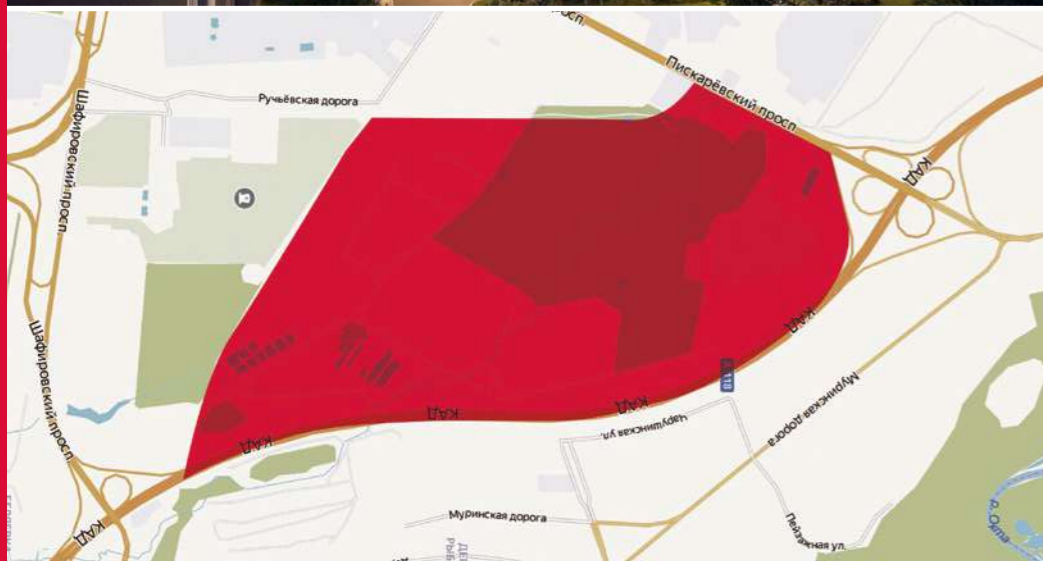 Пискарёвский просп.
КАД
Ручьёвская дорога
Шафировский просп.
Шафировский просп.
КАД
КАД
КАД
КАД
КАД
Чарушинская ул.
Муринская дорога
Муринская дорога
Пейзажная ул.
р. Охта